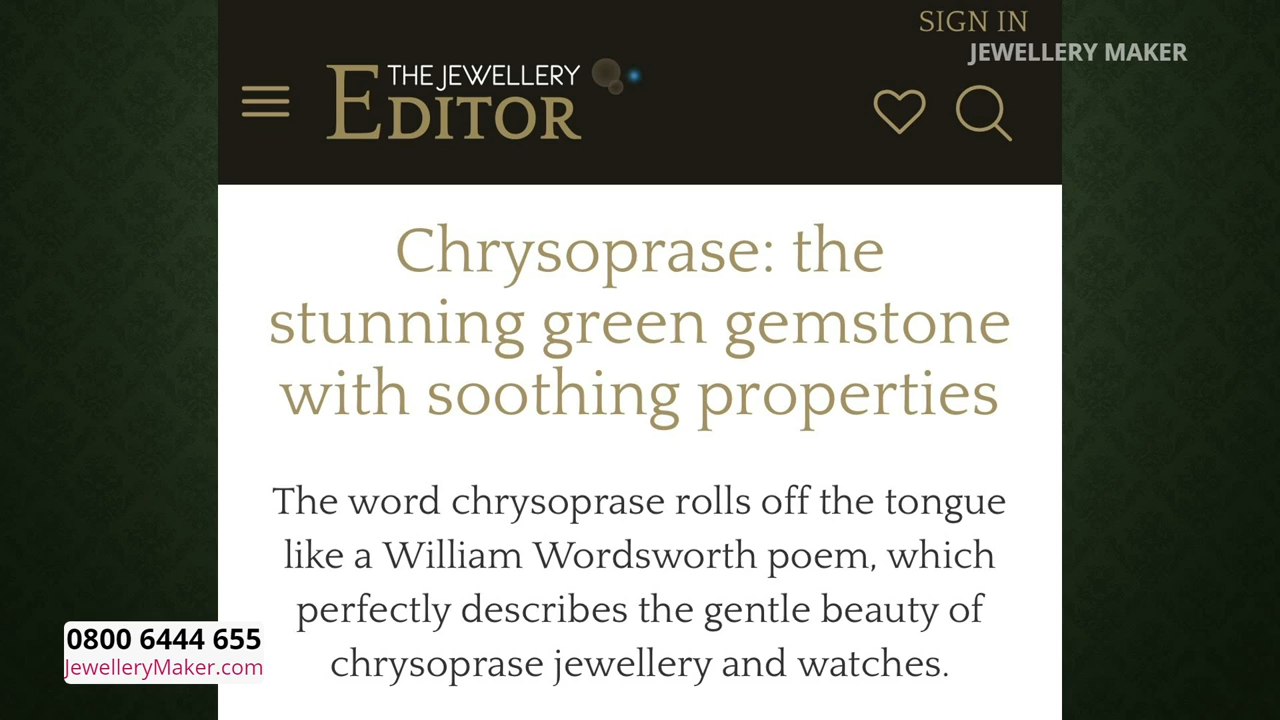 SIGN IN
JEWELLERY MAKER
THE JEWELLERY
EDITOR
Chrysoprase: the
stunning green gemstone
with soothing properties
The word chrysoprase rolls off the tongue
like a William Wordsworth poem, which
perfectly describes the gentle beauty of
chrysoprase jewellery and watches.
0800 6444 655
JewelleryMaker.com